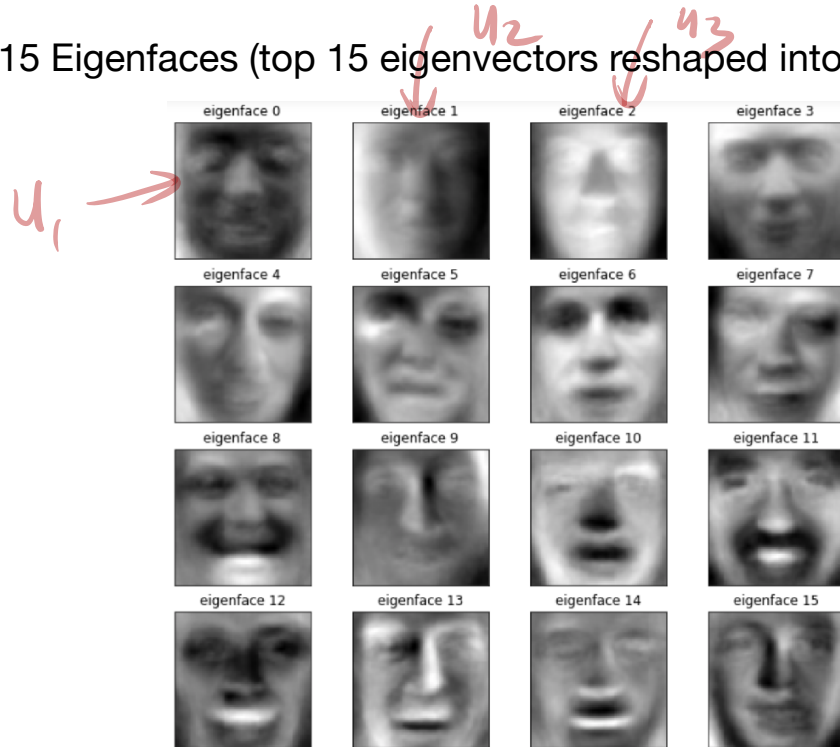 u2 u3
15 Eigenfaces (top 15 eigenvectors reshaped into
eigenface 0 eigenface 1 eigenface 2 eigenface 3
u1
eigenface 4 eigenface 5 eigenface 6 eigenface 7
eigenface 8 eigenface 9 eigenface 10 eigenface 11
eigenface 12 eigenface 13 eigenface 14 eigenface 15